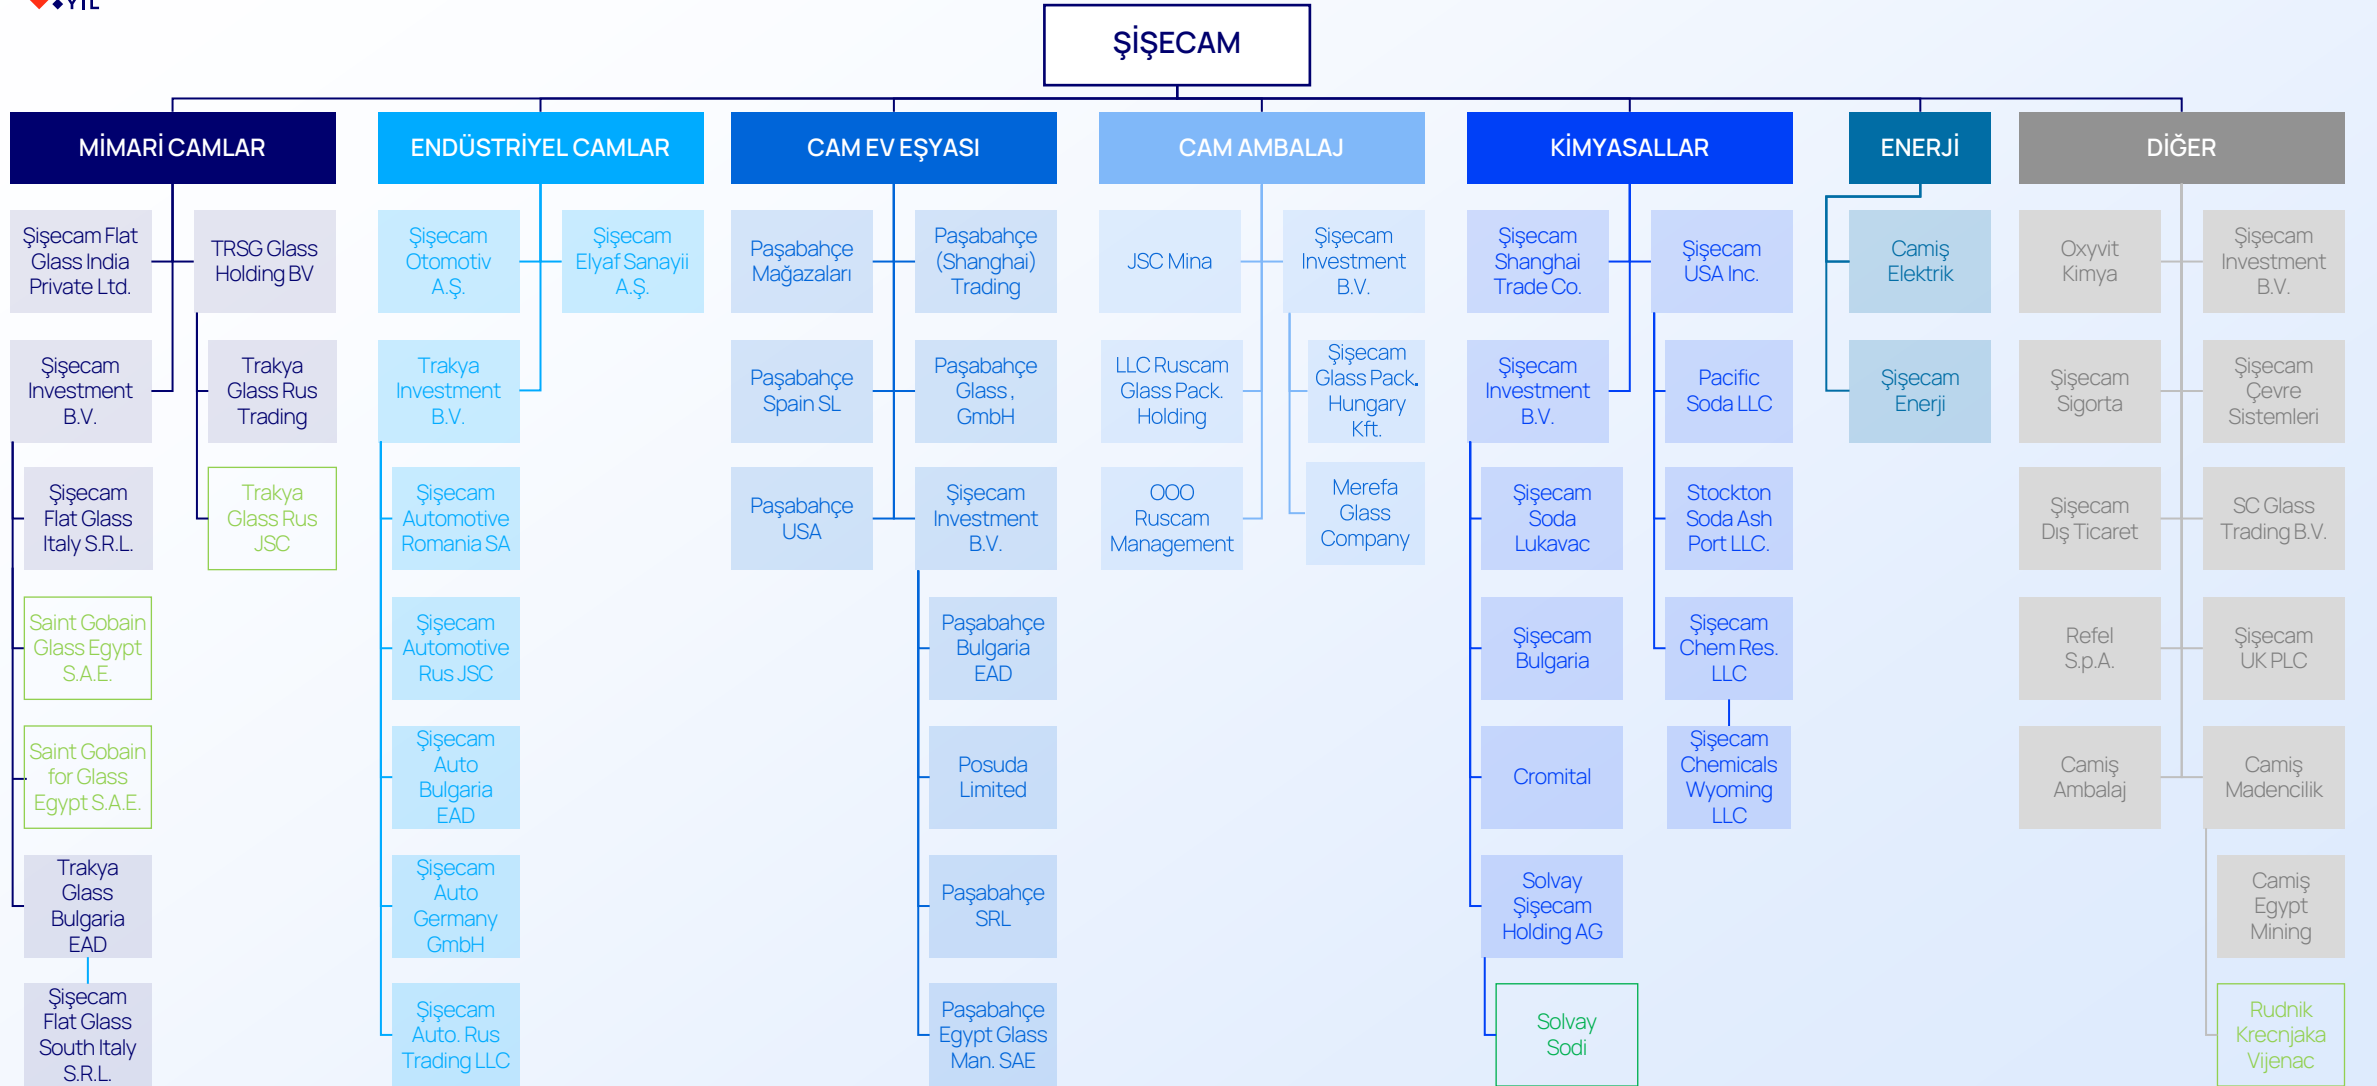 YIL
ŞİŞECAM
MİMARİ CAMLAR
Şişecam Flat
Glass India
Private Ltd.
TRSG Glass
Holding BV
Şişecam
Investment
B.V.
Trakya
Glass Rus
Trading
Şişecam
Flat Glass
Italy S.R.L.
Trakya
Glass Rus
JSC
Saint Gobain
Glass Egypt
S.A.E.
Saint Gobain
for Glass
Egypt S.A.E.
Trakya
Glass
Bulgaria
EAD
Şişecam
Flat Glass
South Italy
S.R.L.
ENDÜSTRİYEL CAMLAR
Şişecam
Otomotiv
A.Ş.
Şişecam
Elyaf Sanayii
A.Ş.
Trakya
Investment
B.V.
Şişecam
Automotive
Romania SA
Şişecam
Automotive
Rus JSC
Şişecam
Auto
Bulgaria
EAD
Şişecam
Auto
Germany
GmbH
Şişecam
Auto. Rus
Trading LLC
CAM EV EŞYASI
Paşabahçe
Mağazaları
Paşabahçe
(Shanghai)
Trading
Paşabahçe
Spain SL
Paşabahçe
Glass ,
GmbH
Paşabahçe
USA
Şişecam
Investment
B.V.
Paşabahçe
Bulgaria
EAD
Posuda
Limited
Paşabahçe
SRL
Paşabahçe
Egypt Glass
Man. SAE
CAM AMBALAJ
JSC Mina
Şişecam
Investment
B.V.
LLC Ruscam
Glass Pack.
Holding
Şişecam
Glass Pack.
Hungary
Kft.
OOO
Ruscam
Management
Merefa
Glass
Company
KİMYASALLAR
Şişecam
Shanghai
Trade Co.
Şişecam
USA Inc.
Şişecam
Investment
B.V.
Pacific
Soda LLC
Şişecam
Soda
Lukavac
Stockton
Soda Ash
Port LLC.
Şişecam
Bulgaria
Şişecam
Chem Res.
LLC
Cromital
Şişecam
Chemicals
Wyoming
LLC
Solvay
Şişecam
Holding AG
Solvay
Sodi
ENERJİ
Camiş
Elektrik
Şişecam
Enerji
DİĞER
Oxyvit
Kimya
Şişecam
Investment
B.V.
Şişecam
Sigorta
Şişecam
Çevre
Sistemleri
Şişecam
Dış Ticaret
SC Glass
Trading B.V.
Refel
S.p.A.
Şişecam
UK PLC
Camiş
Ambalaj
Camiş
Madencilik
Camiş
Egypt
Mining
Rudnik
Krecnjaka
Vijenac